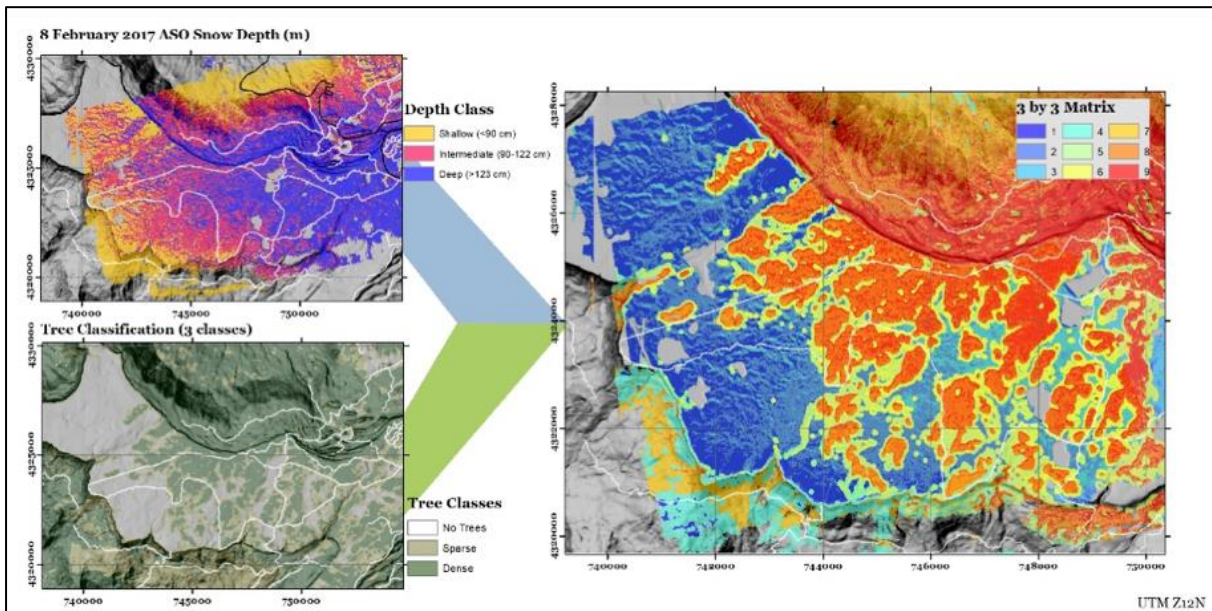 8 February 2017 ASO Snow Depth (m)
4330000
4325000
4320000
740000 745000 750000
Depth Class
Shallow (<90 cm)
Intermediate (90-122 cm)
Deep (>123 cm)
Tree Classification (3 classes)
4330000
4325000
4320000
740000 745000 750000
Tree Classes
No Trees
Sparse
Dense
3 by 3 Matrix
1 4 7
2 5 8
3 6 9
4328000
4326000
4324000
4322000
4320000
740000 742000 744000 746000 748000 750000
UTM Z12N